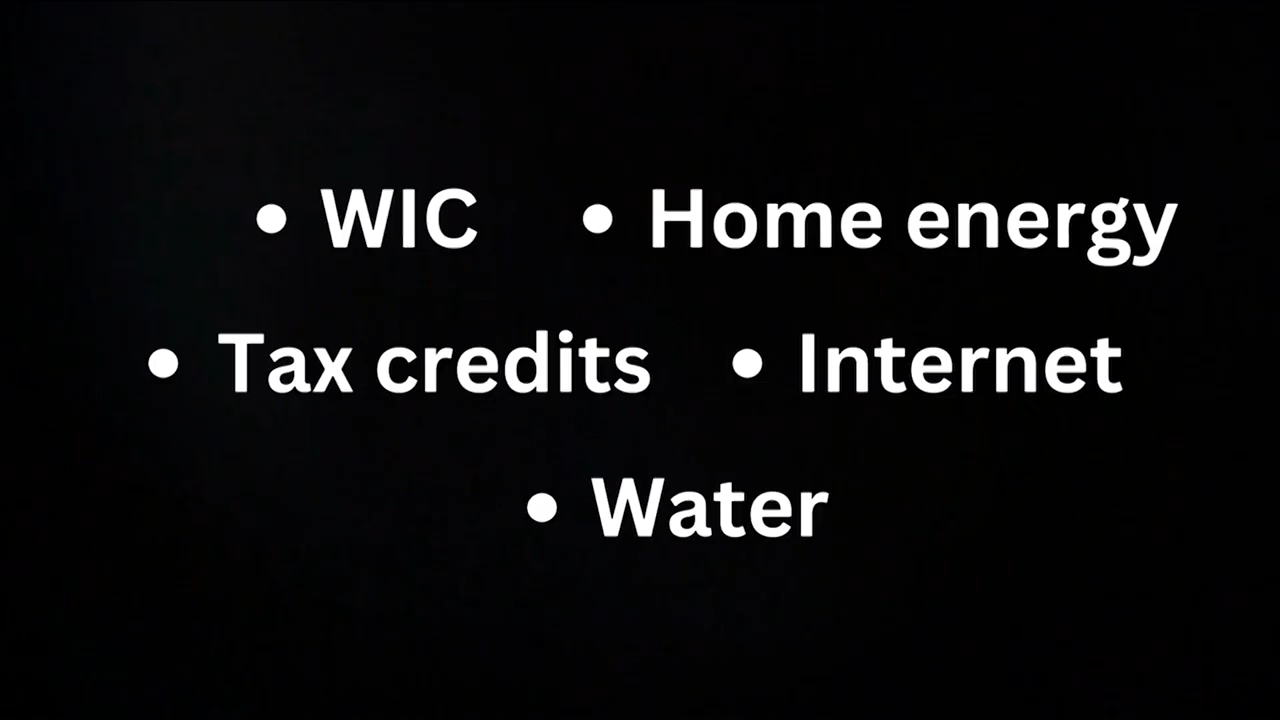 • WIC • Home energy
• Tax credits • Internet
• Water